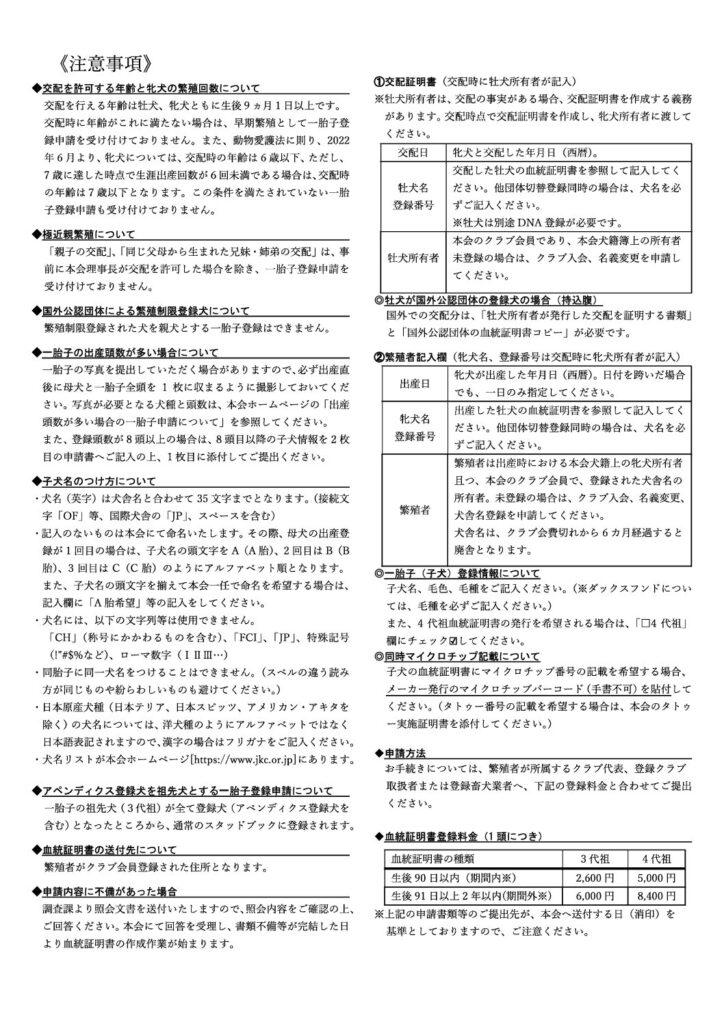 《注意事項》
◆交配を許可する年齢と牝犬の繁殖回数について
交配を行える年齢は牡犬、牝犬ともに生後９ヵ月１日以上です。
交配時に年齢がこれに満たない場合は、早期繁殖として一胎子登
録申請を受け付けておりません。また、動物愛護法に則り、2022
年６月より、牝犬については、交配時の年齢は６歳以下、ただし、
７歳に達した時点で生涯出産回数が６回未満である場合は、交配時
の年齢は７歳以下となります。この条件を満たされていない一胎
子登録申請も受けておりません。
◆極近親繁殖について
「親子の交配」、「同じ父母から生まれた兄妹・姉弟の交配」は、事
前に本会理事長が交配を許可した場合を除き、一胎子登録申請を
受け付けておりません。
◆国外公認団体による繁殖制限登録犬について
繁殖制限登録された犬を親犬とする一胎子登録はできません。
◆一胎子の出産頭数が多い場合について
一胎子の写真を提出していただく場合がありますので、必ず出産直
後に母犬と一胎子全頭を 1 枚に収まるように撮影しておいてくだ
さい。写真が必要となる犬種と頭数は、本会ホームページの「出産
頭数が多い場合の一胎子申請について」を参照してください。
また、登録頭数が８頭以上の場合は、８頭目以降の子犬情報を２枚
目の申請書へご記入の上、１枚目に添付してご提出ください。
◆子犬名のつけ方について
・犬名（英字）は犬舎名と合わせて 35 文字までとなります。（接続文
字「OF」等、国際犬舎の「JP」、スペースを含む）
・記入のないものは本会にて命名いたします。その際、母犬の出産登
録が１回目の場合は、子犬名の頭文字を A（A 胎）、２回目は B（B
胎）、３回目は C（C 胎）のようにアルファベット順となります。
また、子犬名の頭文字を揃えて本会一任で命名を希望する場合は、
記入欄に「A 胎希望」等の記入をしてください。
・犬名には、以下の文字列等は使用できません。
「CH」（称号にかかわるものを含む）、「FCI」、「JP」、特殊記号
（!"#$%など）、ローマ数字（ⅠⅡⅢ…）
・同胎子に同一犬名をつけることはできません。（スペルの違う読み
方が同じものや紛らわしいものも避けてください。）
・日本原産犬種（日本テリア、日本スピッツ、アメリカン・アキタを
除く）の犬名については、洋犬種のようにアルファベットではなく
日本語表記されますので、漢字の場合はフリガナをご記入ください。
・犬名リストが本会ホームページ[https://www.jkc.or.jp]にあります。
◆アペンディクス登録犬を祖先犬とする一胎子登録申請について
一胎子の祖先犬（３代祖）が全て登録犬（アペンディクス登録犬を
含む）となったところから、通常のスタッドブックに登録されます。
◆血統証明書の送付先について
繁殖者がクラブ会員登録された住所となります。
◆申請内容に不備があった場合
調査課より照会文書を送付いたしますので、照会内容をご確認の上、
ご回答ください。本会にて回答を受理し、書類不備等が完結した日
より血統証明書の作成作業が始まります。
①交配証明書（交配時に牡犬所有者が記入）
※牡犬所有者は、交配の事実がある場合、交配証明書を作成する義務
があります。交配時点で交配証明書を作成し、牝犬所有者に渡して
ください。
交配日 牝犬と交配した年月日（西暦）。
牡犬名
登録番号
交配した牡犬の血統証明書を参照して記入してく
ださい。他団体切替登録同時の場合は、犬名を必
ずご記入ください。
※牡犬は別途 DNA 登録が必要です。
牡犬所有者
本会のクラブ会員であり、本会犬籍簿上の所有者
未登録の場合は、クラブ入会、名義変更を申請し
てください。
◎牡犬が国外公認団体の登録犬の場合（持込腹）
国外での交配分は、「牡犬所有者が発行した交配を証明する書類」
と「国外公認団体の血統証明書コピー」が必要です。
②繁殖者記入欄（牝犬名、登録番号は交配時に牝犬所有者が記入）
出産日
牝犬が出産した年月日（西暦）。日付を跨いだ場合
でも、一日のみ指定してください。
牝犬名
登録番号
出産した牝犬の血統証明書を参照して記入してく
ださい。他団体切替登録同時の場合は、犬名を必
ずご記入ください。
繁殖者
繁殖者は出産時における本会犬籍上の牝犬所有者
且つ、本会のクラブ会員で、登録された犬舎名の
所有者。未登録の場合は、クラブ入会、名義変更、
犬舎名登録を申請してください。
犬舎名は、クラブ会費切れから６カ月経過すると
廃舎となります。
◎一胎子（子犬）登録情報について
子犬名、毛色、毛種をご記入ください。（※ダックスフンドについ
ては、毛種を必ずご記入ください。）
また、４代祖血統証明書の発行を希望される場合は、「□4 代祖」
欄にチェック☑してください。
◎同時マイクロチップ記載について
子犬の血統証明書にマイクロチップ番号の記載を希望する場合、
メーカー発行のマイクロチップバーコード（手書不可）を貼付して
ください。（タトゥー番号の記載を希望する場合は、本会のタトゥ
ー実施証明書を添付してください。）
◆申請方法
お手続きについては、繁殖者が所属するクラブ代表、登録クラブ
取扱者または登録畜犬業者へ、下記の登録料金と合わせてご提出
ください。
◆血統証明書登録料金（1 頭につき）
血統証明書の種類 ３代祖 ４代祖
生後 90 日以内（期間内※） 2,600 円 5,000 円
生後 91 日以上２年以内(期間外※） 6,000 円 8,400 円
※上記の申請書類等のご提出先が、本会へ送付する日（消印）を
基準としておりますので、ご注意ください。